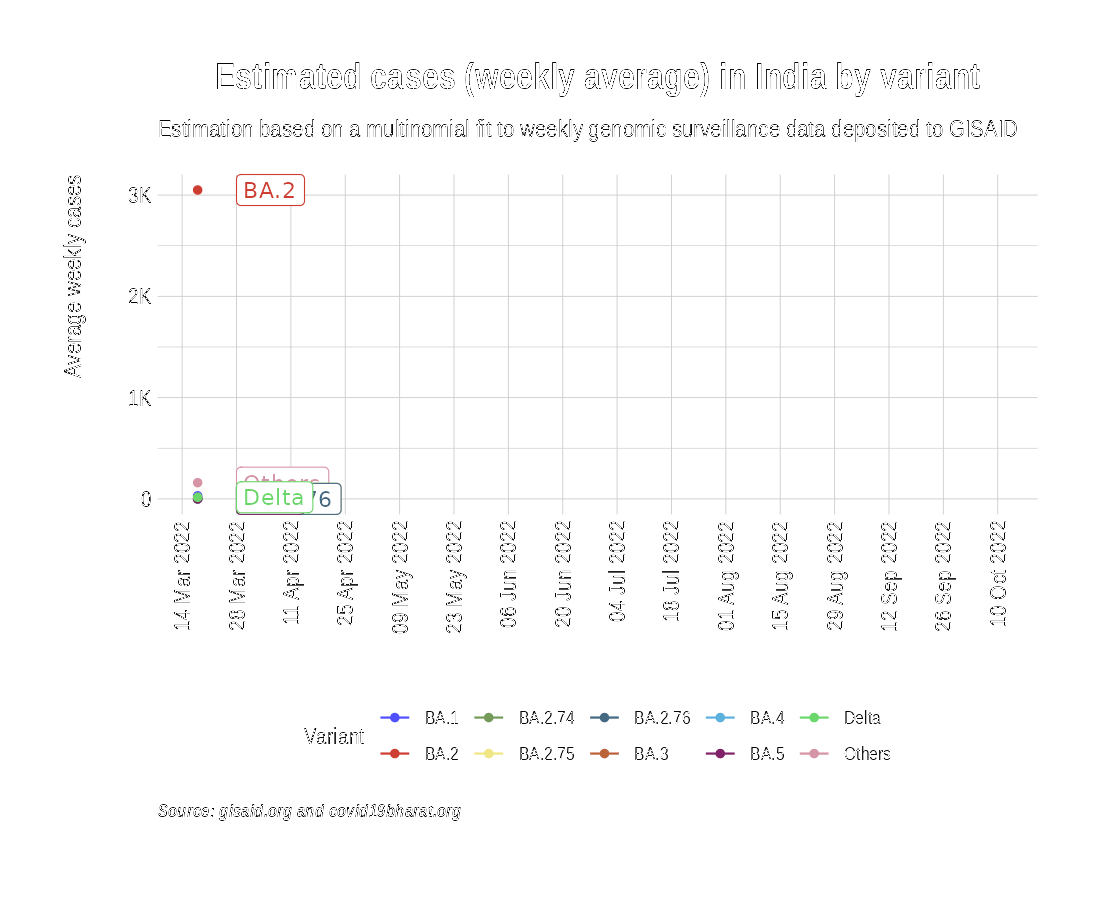 Estimated cases (weekly average) in India by variant
Estimation based on a multinomial fit to weekly genomic surveillance data deposited to GISAID
Average weekly cases
3K
2K
1K
0
BA.2
Others
Delta
76
14 Mar 2022
28 Mar 2022
11 Apr 2022
25 Apr 2022
09 May 2022
23 May 2022
06 Jun 2022
20 Jun 2022
04 Jul 2022
18 Jul 2022
01 Aug 2022
15 Aug 2022
29 Aug 2022
12 Sep 2022
26 Sep 2022
10 Oct 2022
Variant
BA.1 BA.2.74 BA.2.76 BA.4 Delta
BA.2 BA.2.75 BA.3 BA.5 Others
Source: gisaid.org and covid19bharat.org